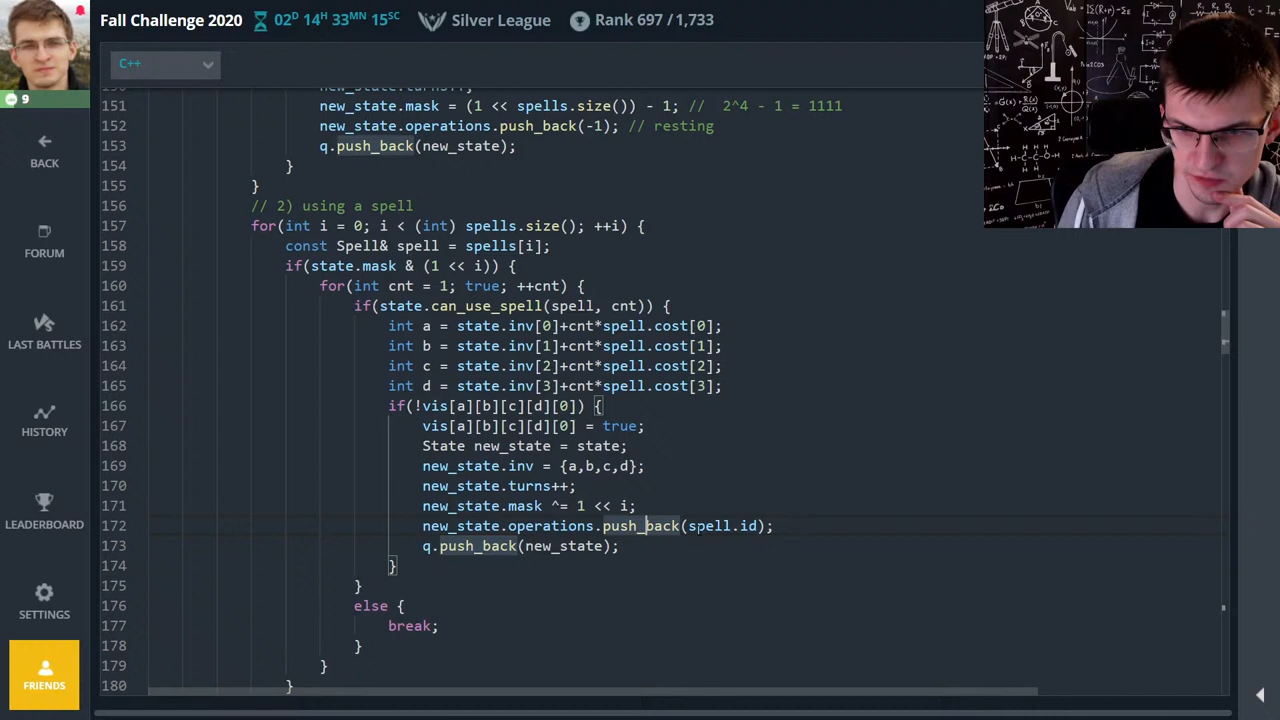 Fall Challenge 2020 02D 14H 33MN 15SC Silver League Rank 697 / 1,733
C++
9
BACK
FORUM
LAST BATTLES
HISTORY
LEADERBOARD
SETTINGS
FRIENDS
151 new_state.mask = (1 << spells.size()) - 1; // 2^4 - 1 = 1111
152 new_state.operations.push_back(-1); // resting
153 q.push_back(new_state);
154 }
155 }
156 // 2) using a spell
157 for(int i = 0; i < (int) spells.size(); ++i) {
158 const Spell& spell = spells[i];
159 if(state.mask & (1 << i)) {
160 for(int cnt = 1; true; ++cnt) {
161 if(state.can_use_spell(spell, cnt)) {
162 int a = state.inv[0]+cnt*spell.cost[0];
163 int b = state.inv[1]+cnt*spell.cost[1];
164 int c = state.inv[2]+cnt*spell.cost[2];
165 int d = state.inv[3]+cnt*spell.cost[3];
166 if(!vis[a][b][c][d][0]) {
167 vis[a][b][c][d][0] = true;
168 State new_state = state;
169 new_state.inv = {a,b,c,d};
170 new_state.turns++;
171 new_state.mask ^= 1 << i;
172 new_state.operations.push_back(spell.id);
173 q.push_back(new_state);
174 }
175 }
176 else {
177 break;
178 }
179 }
180 }